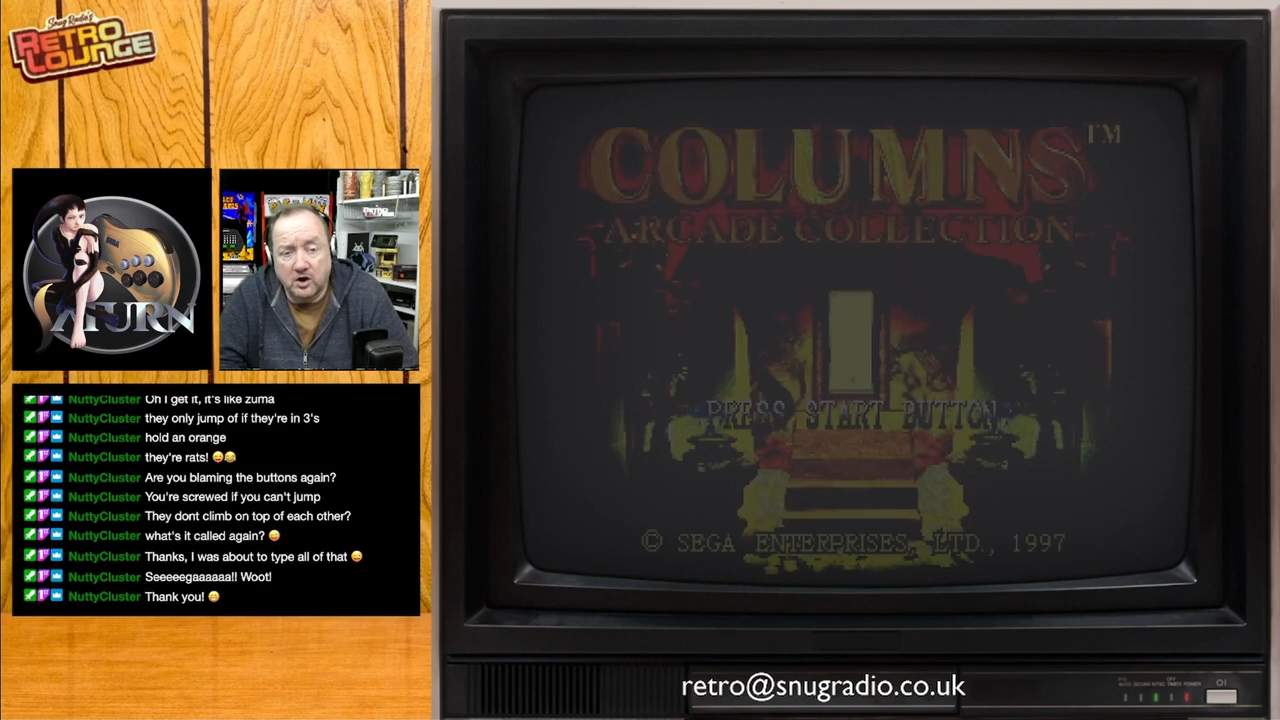 Snug Radio's
RETRO
LOUNGE
SATURN
NuttyCluster Oh I get it, it's like zuma
NuttyCluster they only jump of if they're in 3's
NuttyCluster hold an orange
NuttyCluster they're rats! 😜😂
NuttyCluster Are you blaming the buttons again?
NuttyCluster You're screwed if you can't jump
NuttyCluster They dont climb on top of each other?
NuttyCluster what's it called again? 😄
NuttyCluster Thanks, I was about to type all of that 😄
NuttyCluster Seeeeegaaaaaa!! Woot!
NuttyCluster Thank you! 😊
COLUMNS™
ARCADE COLLECTION
PRESS START BUTTON
© SEGA ENTERPRISES, LTD., 1997
retro@snugradio.co.uk